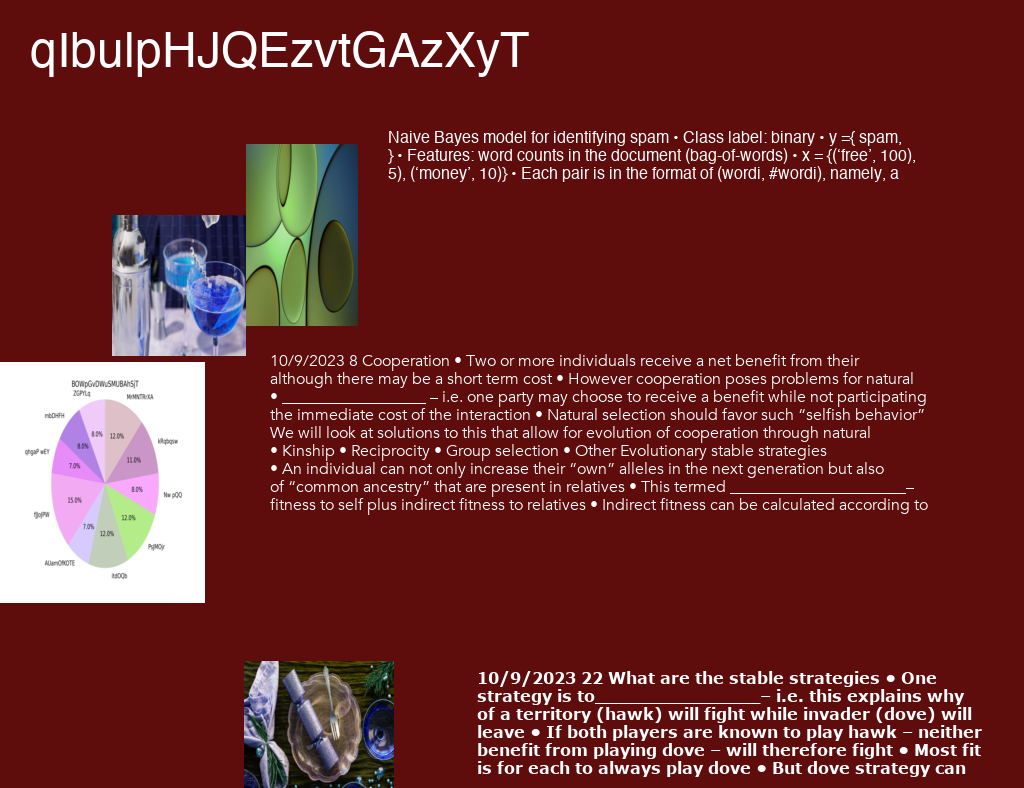 qIbulpHJQEzvtGAzXyT
Naive Bayes model for identifying spam • Class label: binary • y ={ spam,
} • Features: word counts in the document (bag-of-words) • x = {(‘free’, 100),
5), (‘money’, 10)} • Each pair is in the format of (wordi, #wordi), namely, a
10/9/2023 8 Cooperation • Two or more individuals receive a net benefit from their
although there may be a short term cost • However cooperation poses problems for natural
• __________________ – i.e. one party may choose to receive a benefit while not participating
the immediate cost of the interaction • Natural selection should favor such “selfish behavior”
We will look at solutions to this that allow for evolution of cooperation through natural
• Kinship • Reciprocity • Group selection • Other Evolutionary stable strategies
• An individual can not only increase their “own” alleles in the next generation but also
of “common ancestry” that are present in relatives • This termed ______________________–
fitness to self plus indirect fitness to relatives • Indirect fitness can be calculated according to
BOWpGvDWuSMUBAhSjT
ZGPYLq
MrMNTRrXA
mbDHFH
kRqbqsw
qhgaP wEY
Nw pQQ
fJjoJPW
PsJMOjr
AUamOfKOTE
itdOQb
8.0%
12.0%
8.0%
11.0%
7.0%
8.0%
15.0%
12.0%
7.0%
12.0%
10/9/2023 22 What are the stable strategies • One
strategy is to___________________– i.e. this explains why
of a territory (hawk) will fight while invader (dove) will
leave • If both players are known to play hawk – neither
benefit from playing dove – will therefore fight • Most fit
is for each to always play dove • But dove strategy can